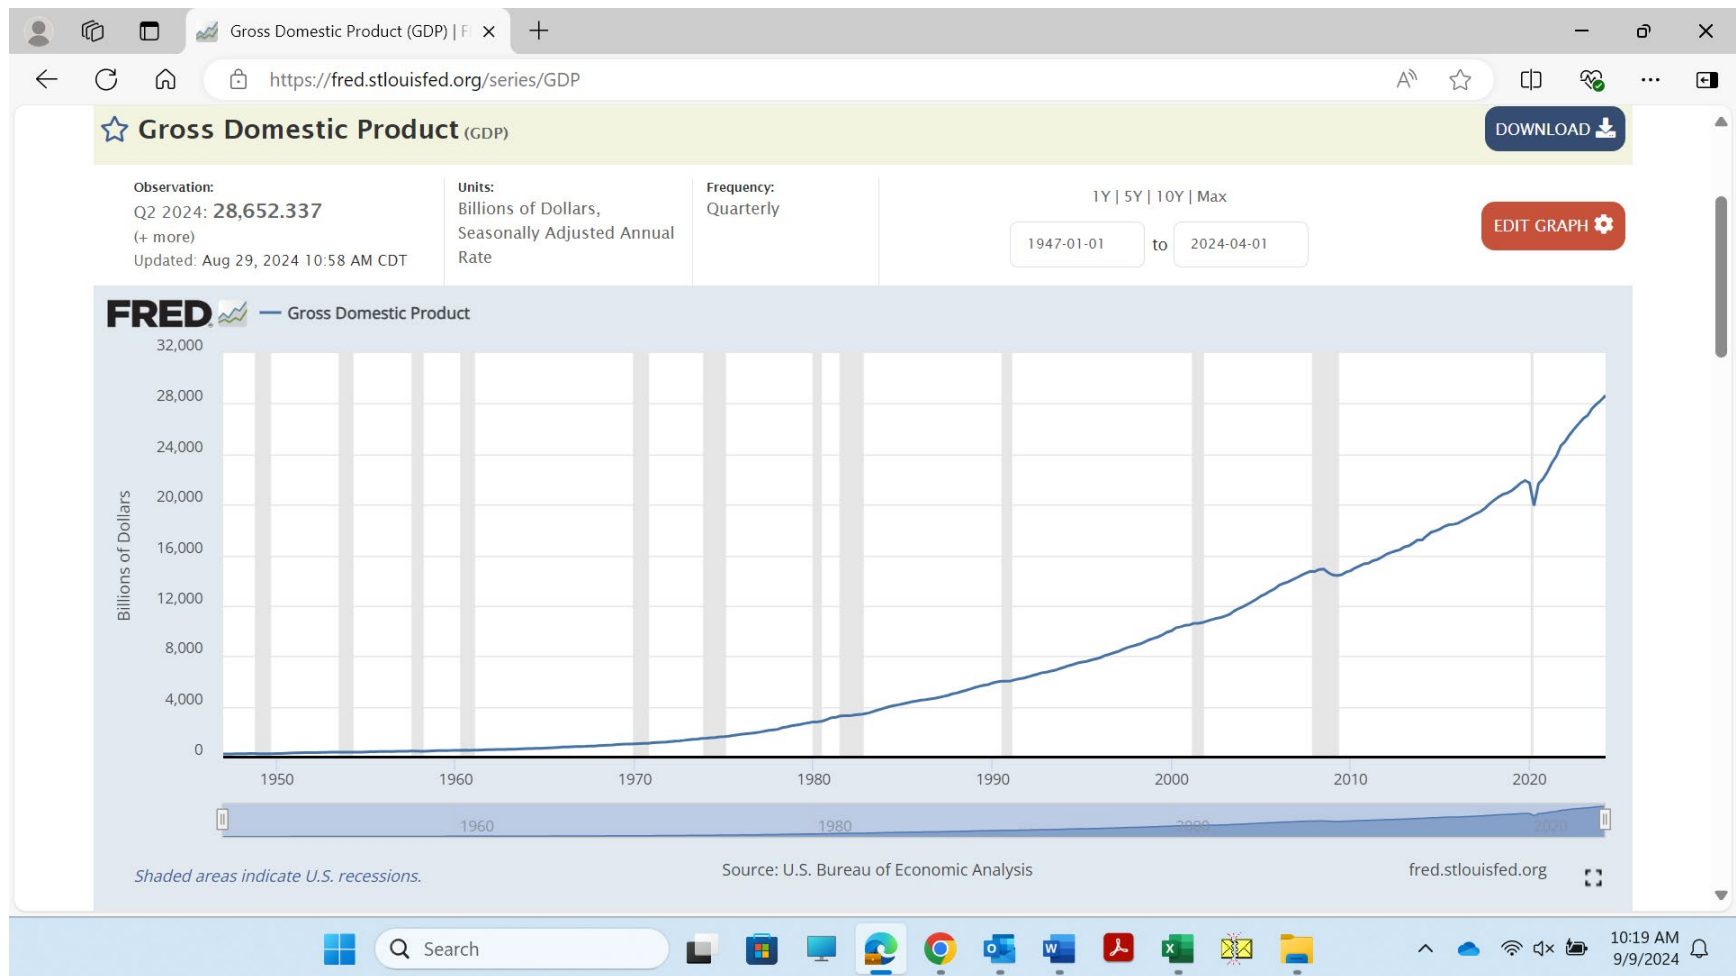 Gross Domestic Product (GDP) | F
https://fred.stlouisfed.org/series/GDP
Gross Domestic Product (GDP)
DOWNLOAD
Observation:
Q2 2024: 28,652.337
(+ more)
Updated: Aug 29, 2024 10:58 AM CDT
Units:
Billions of Dollars,
Seasonally Adjusted Annual
Rate
Frequency:
Quarterly
1Y | 5Y | 10Y | Max
1947-01-01 to 2024-04-01
EDIT GRAPH
FRED
Gross Domestic Product
32,000
28,000
24,000
20,000
16,000
12,000
8,000
4,000
0
Billions of Dollars
1950 1960 1970 1980 1990 2000 2010 2020
1960 1980 2000 2020
Shaded areas indicate U.S. recessions.
Source: U.S. Bureau of Economic Analysis
fred.stlouisfed.org
Search
10:19 AM
9/9/2024